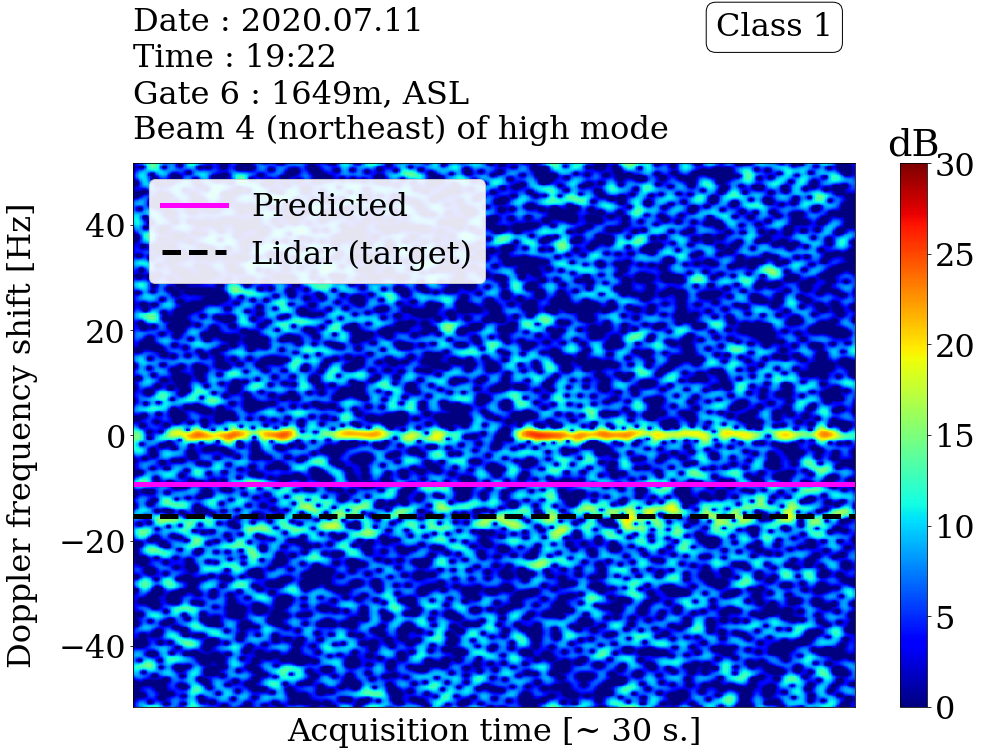 Date : 2020.07.11
Time : 19:22
Gate 6 : 1649m, ASL
Beam 4 (northeast) of high mode
Class 1
dB
Predicted
Lidar (target)
Doppler frequency shift [Hz]
40
20
0
−20
−40
30
25
20
15
10
5
0
Acquisition time [~ 30 s.]